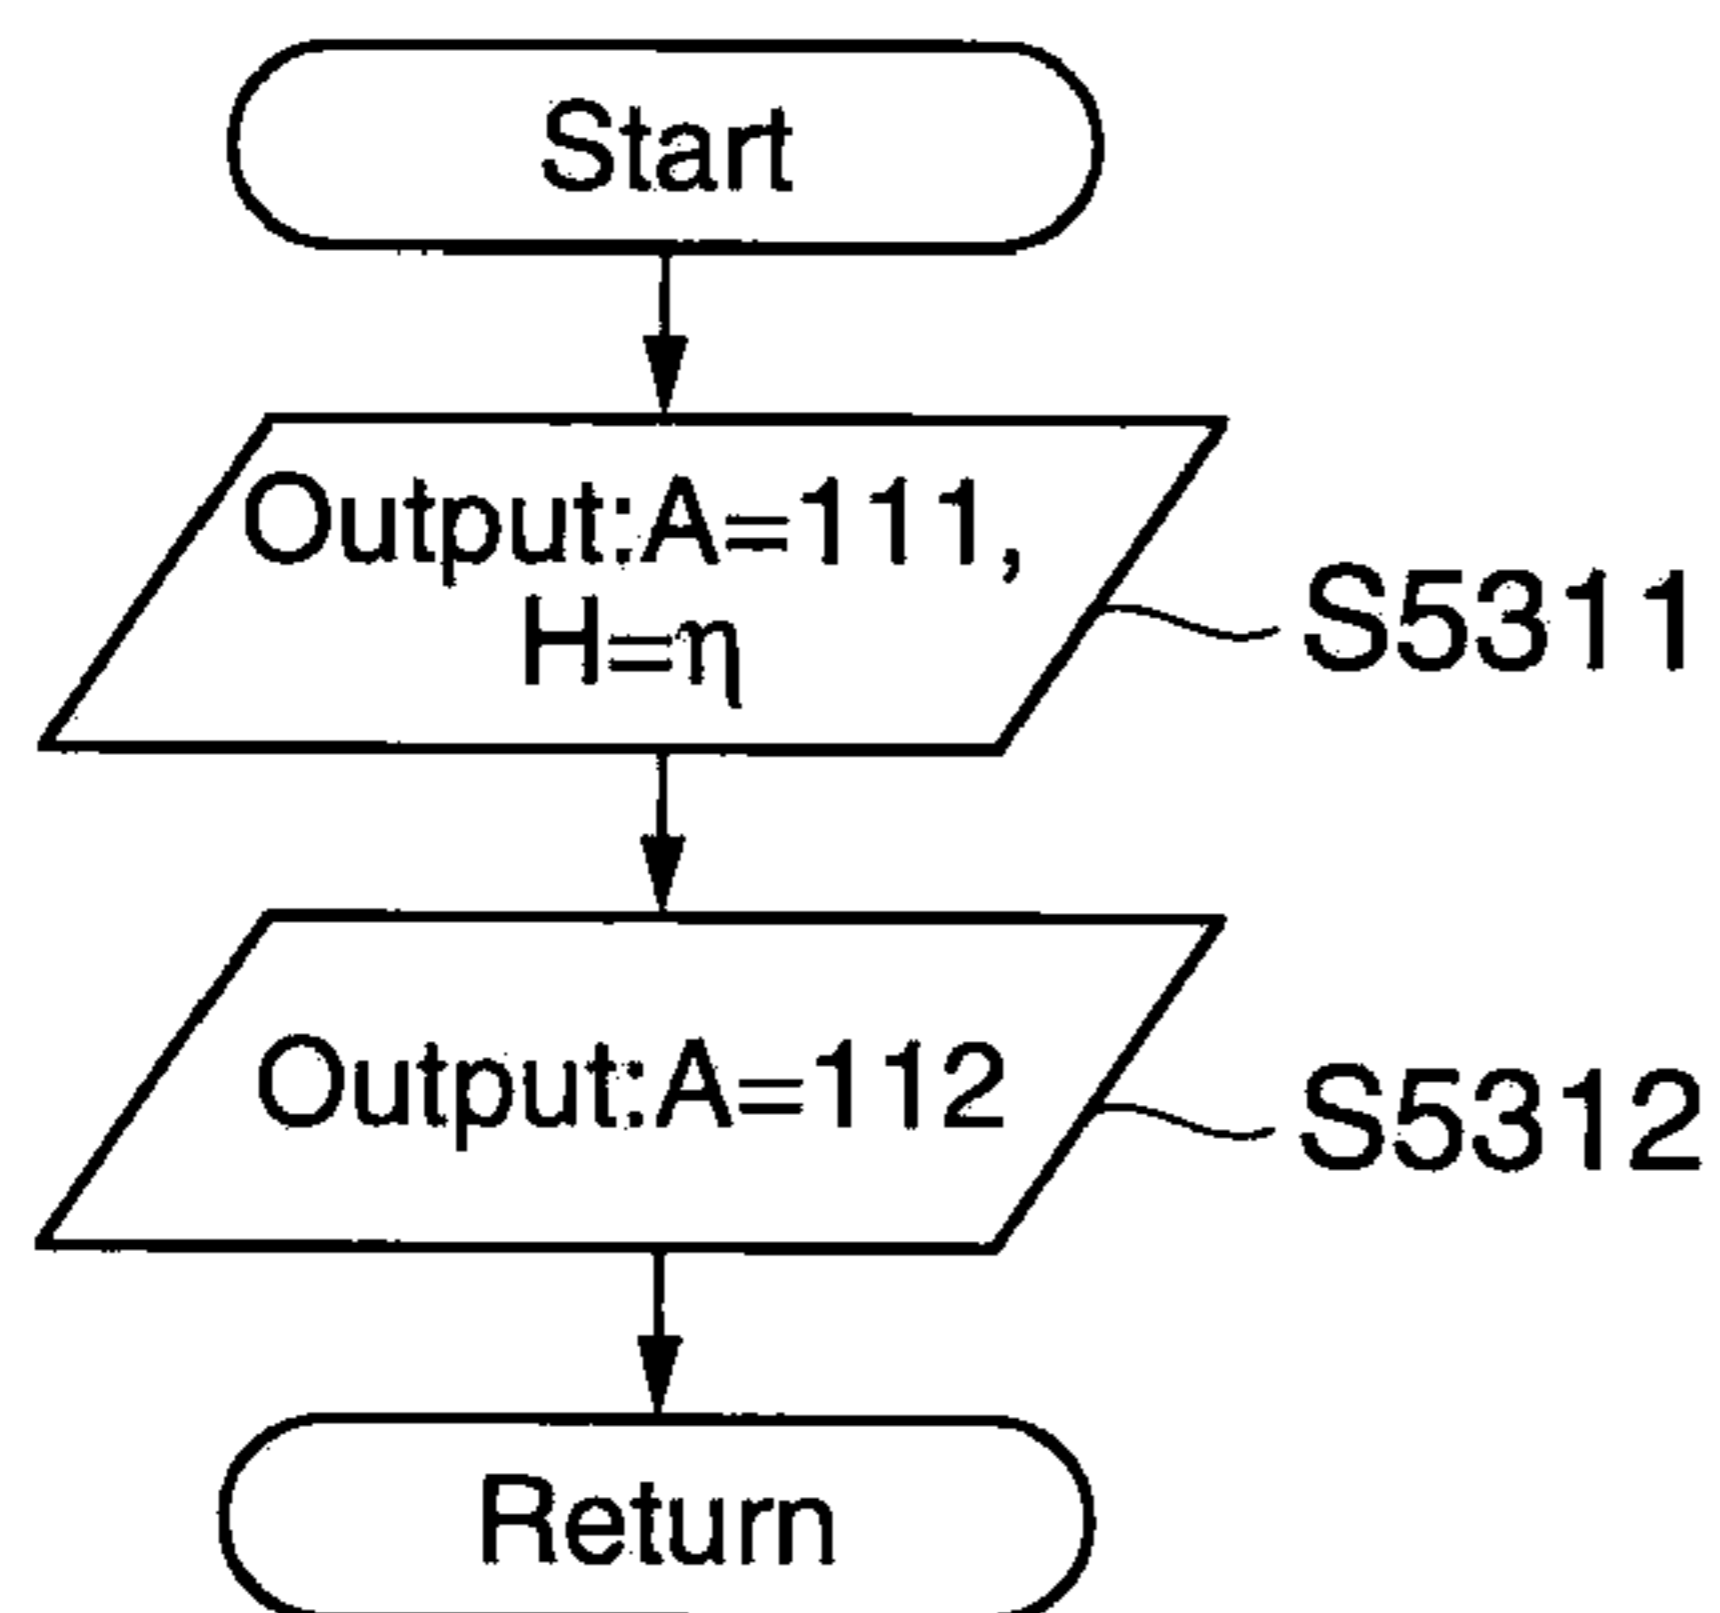 Start
Output:A=111,
H=η
S5311
Output:A=112
S5312
Return